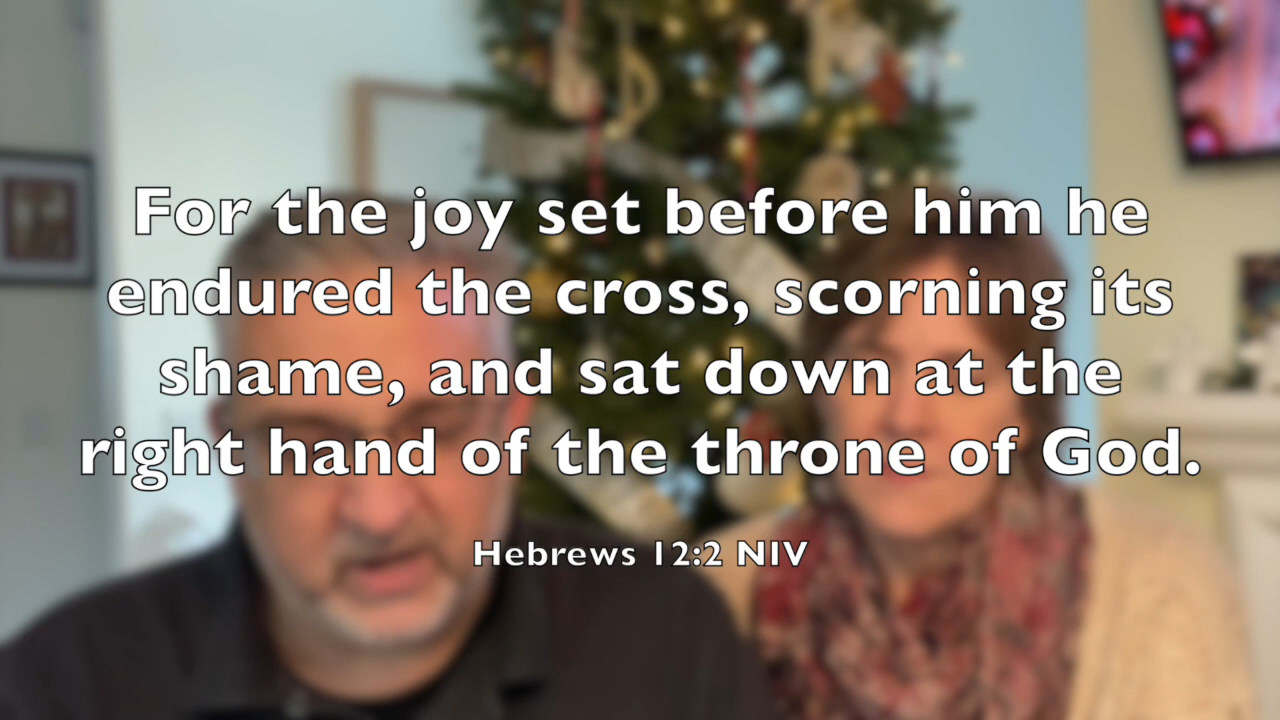 For the joy set before him he
endured the cross, scorning its
shame, and sat down at the
right hand of the throne of God.
Hebrews 12:2 NIV